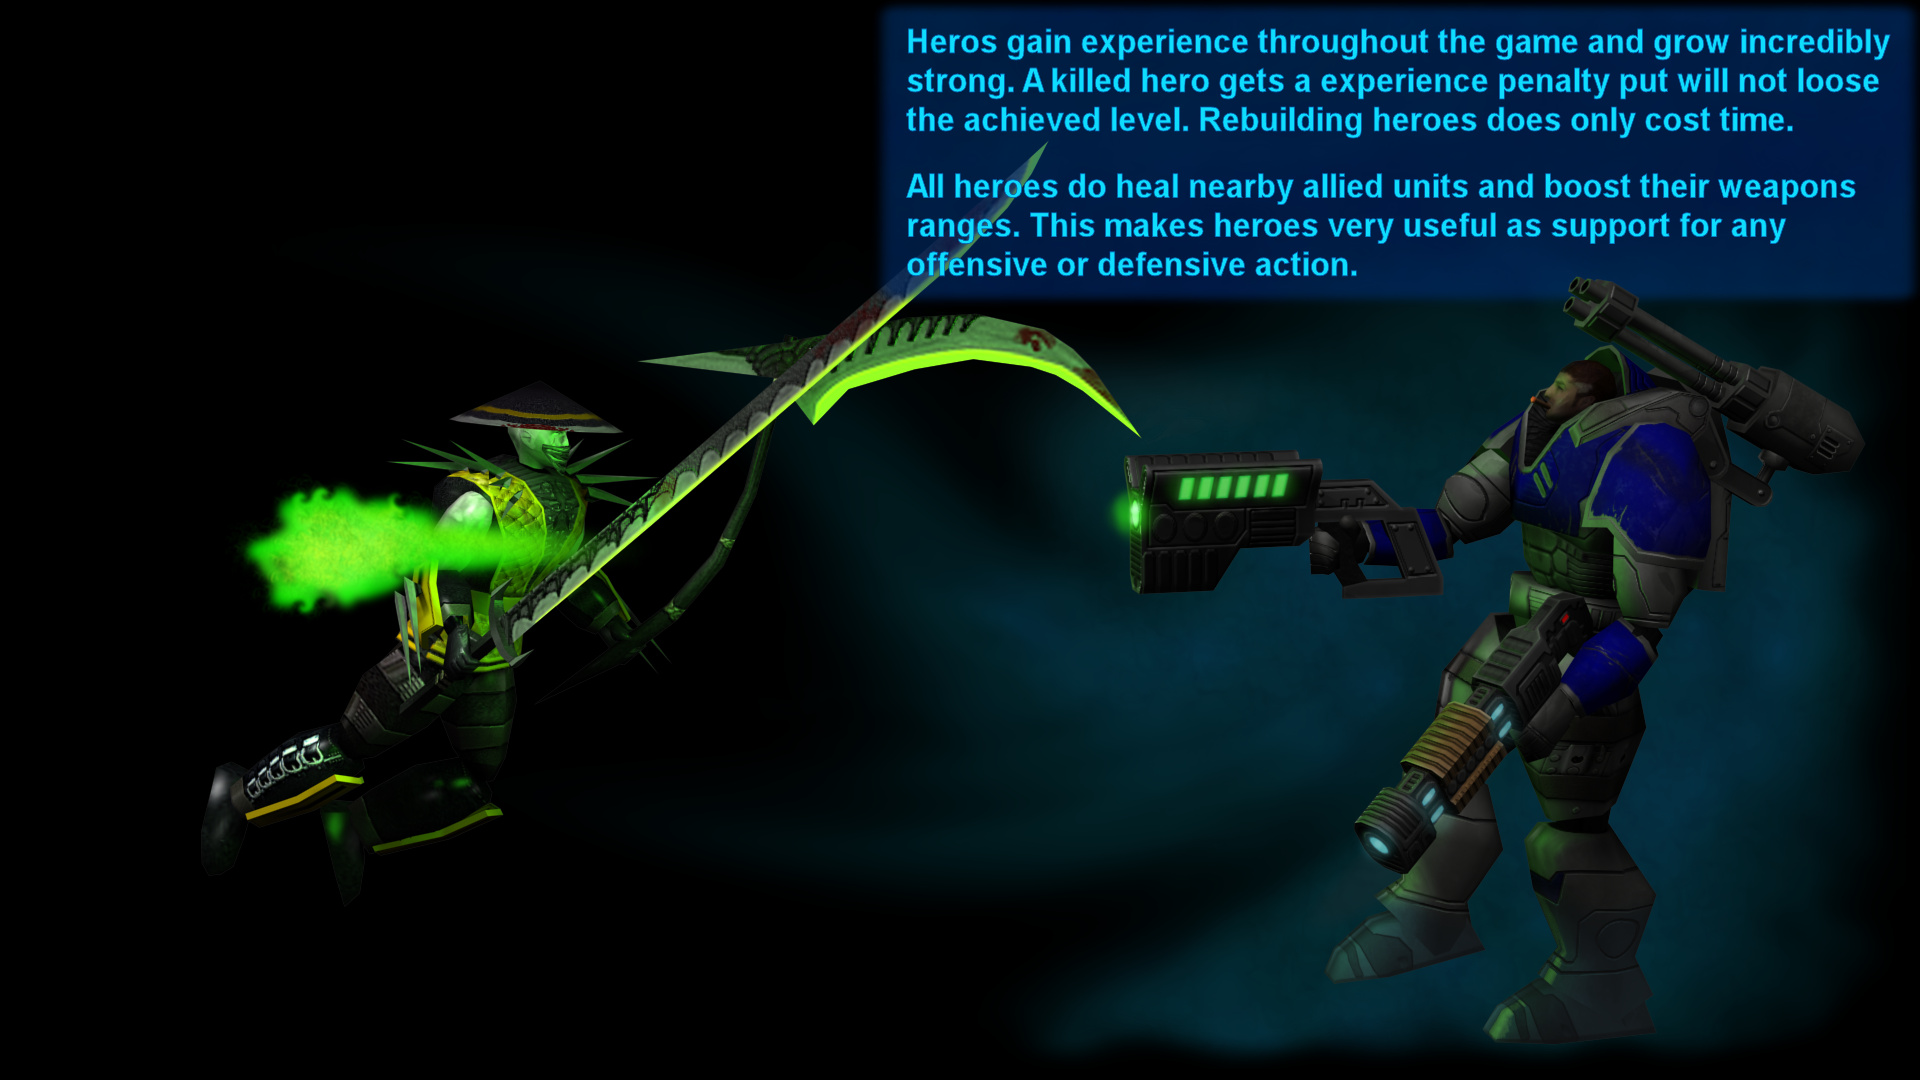 Heros gain experience throughout the game and grow incredibly
strong. A killed hero gets a experience penalty put will not loose
the achieved level. Rebuilding heroes does only cost time.
All heroes do heal nearby allied units and boost their weapons
ranges. This makes heroes very useful as support for any
offensive or defensive action.